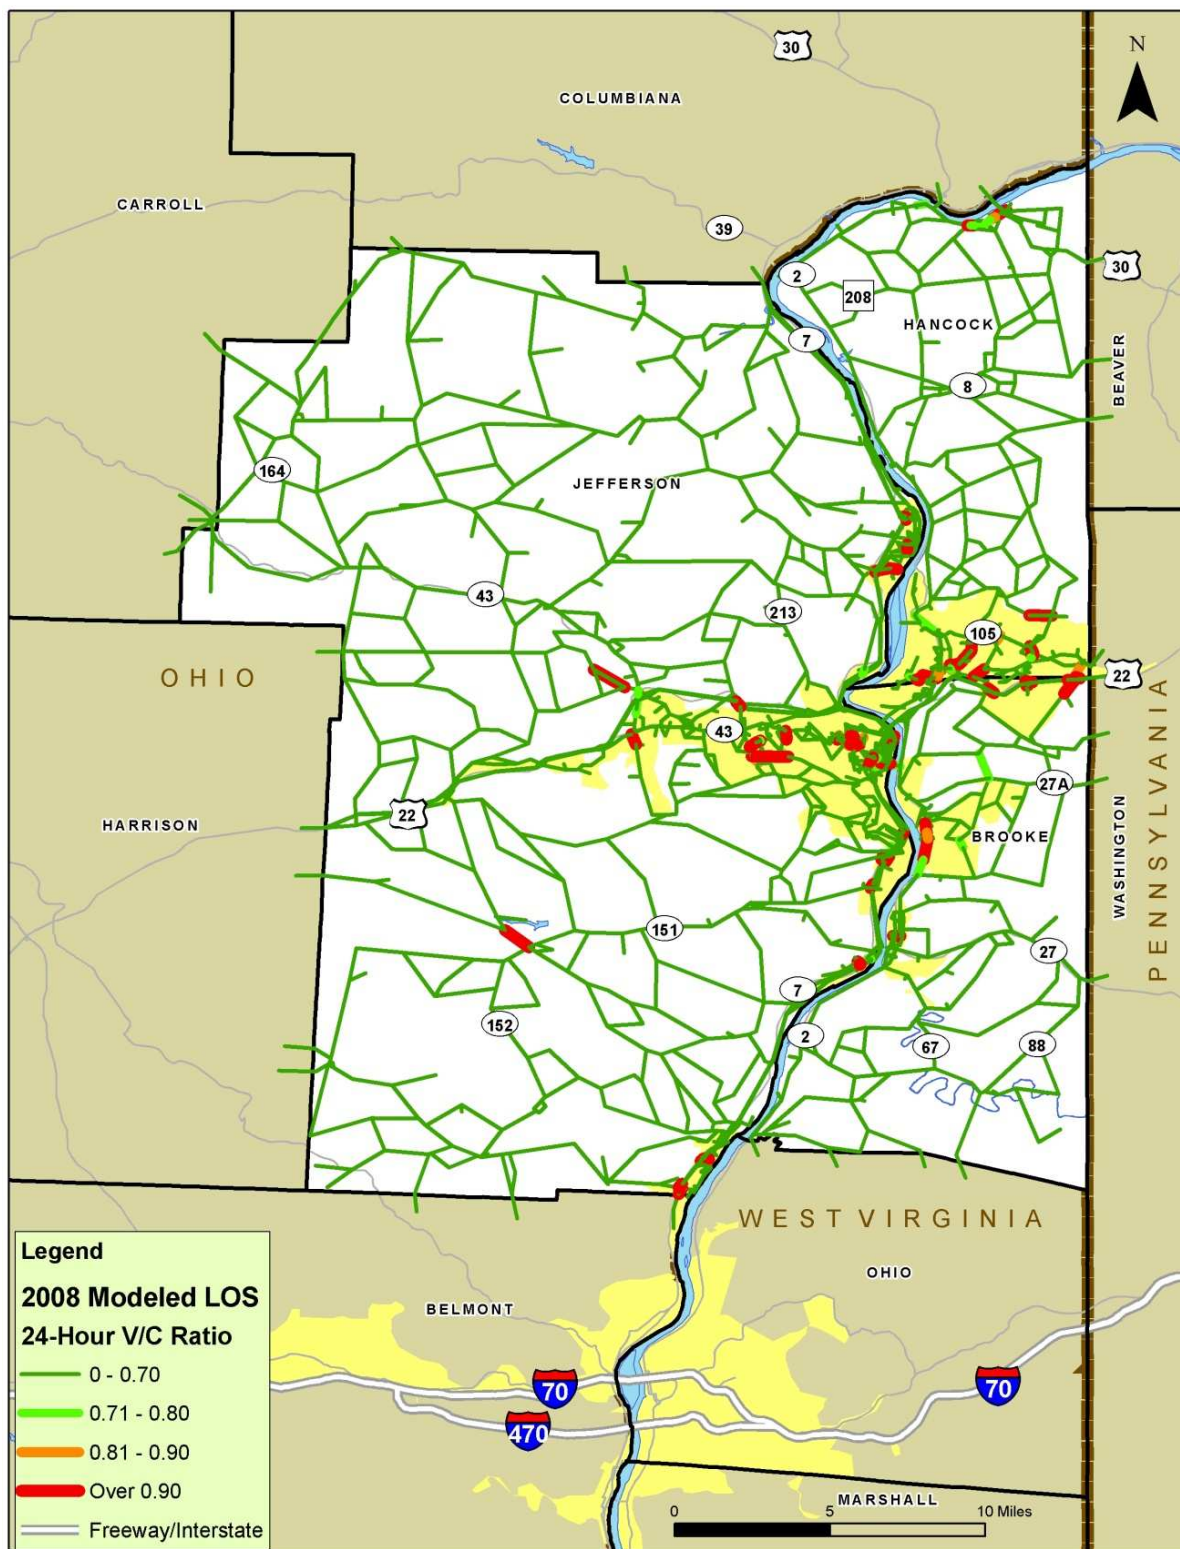 30
N
COLUMBIANA
CARROLL
39
2
30
208
HANCOCK
7
BEAVER
8
164
JEFFERSON
43
213
105
OHIO
22
PENNSYLVANIA
43
27A
22
HARRISON
BROOKE
WASHINGTON
151
27
7
152
2
67
88
WEST VIRGINIA
OHIO
BELMONT
70
70
470
MARSHALL
Legend
2008 Modeled LOS
24-Hour V/C Ratio
0 - 0.70
0.71 - 0.80
0.81 - 0.90
Over 0.90
Freeway/Interstate
0 5 10 Miles